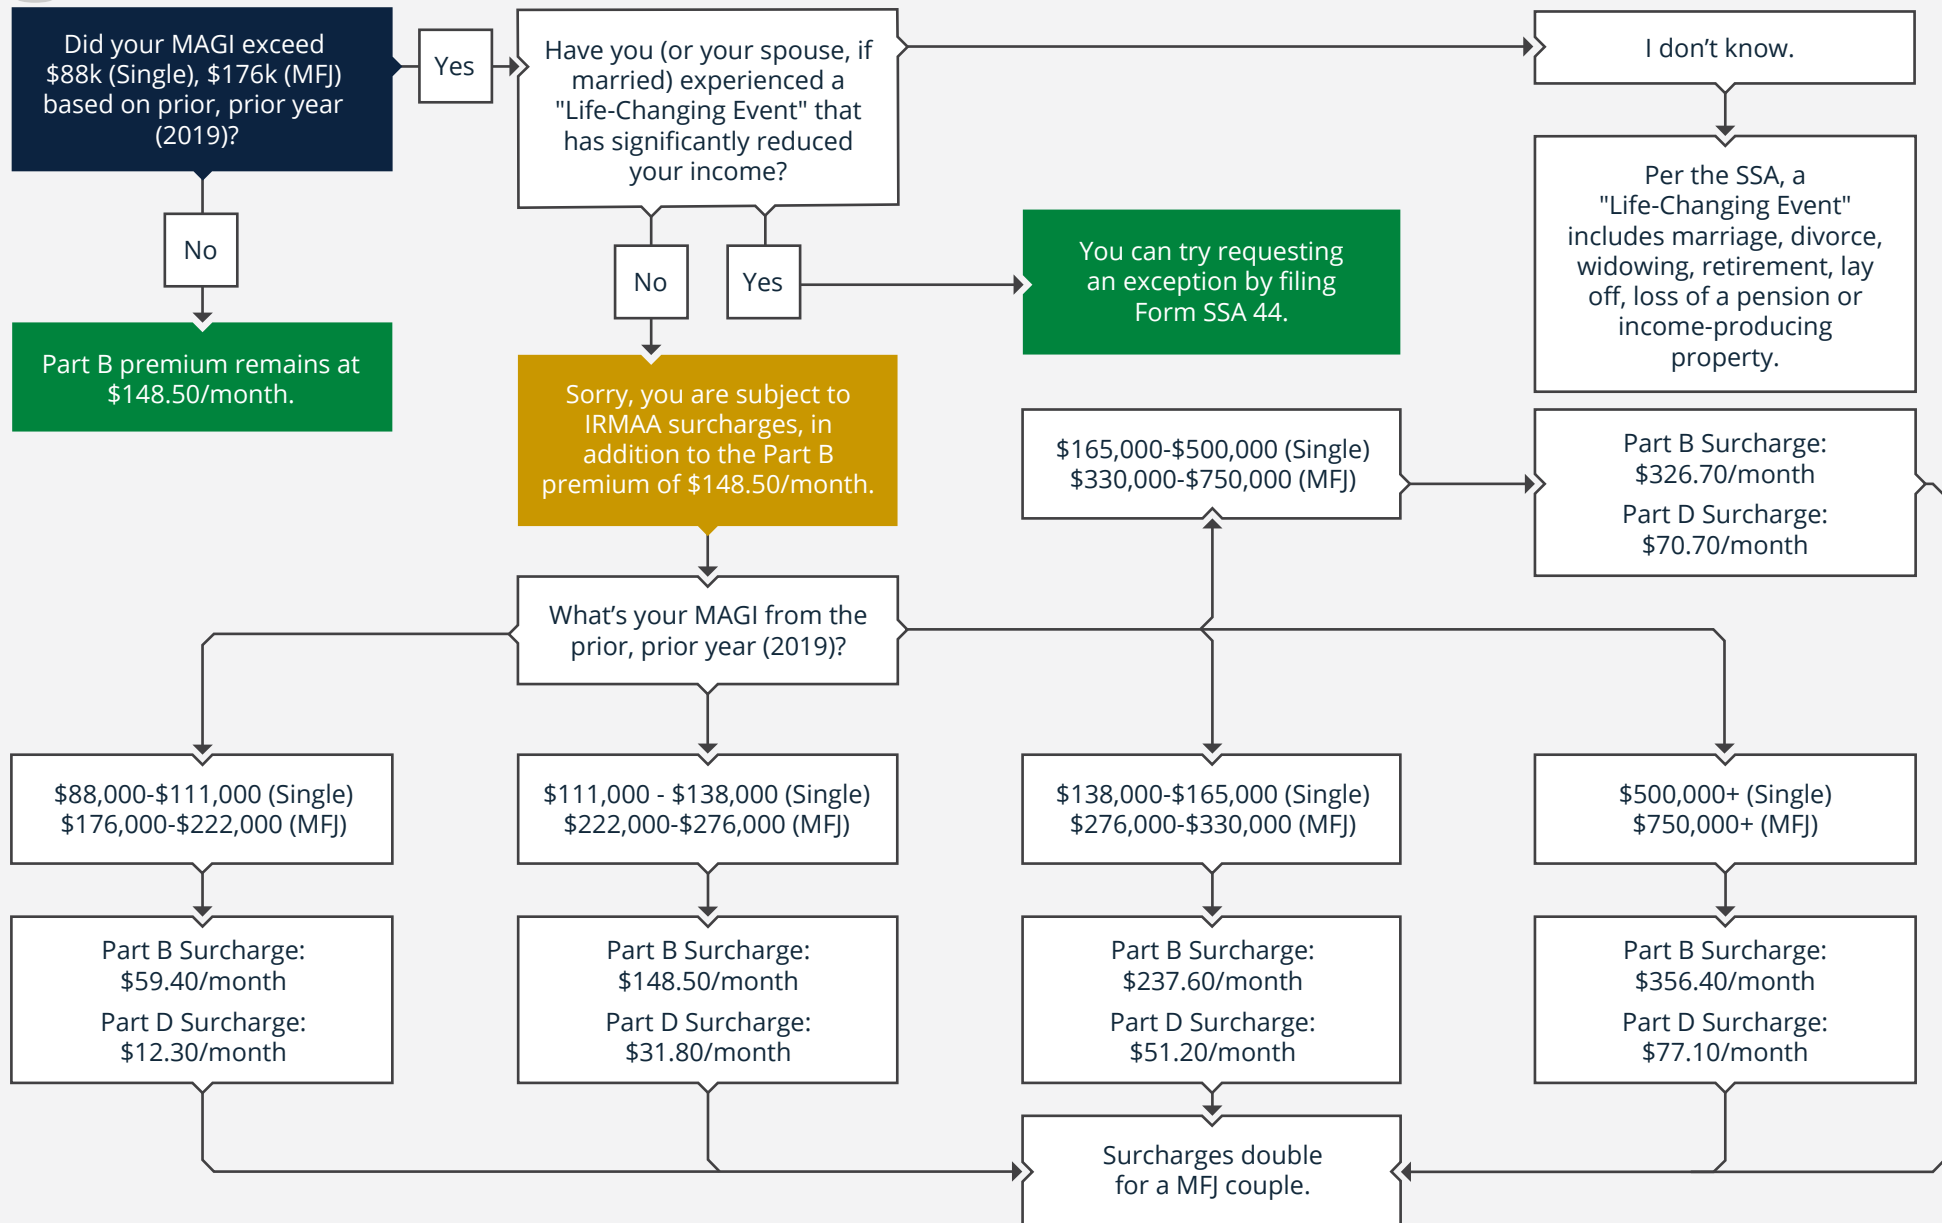 Did your MAGI exceed
$88k (Single), $176k (MFJ)
based on prior, prior year
(2019)?
Yes
Have you (or your spouse, if
married) experienced a
"Life-Changing Event" that
has significantly reduced
your income?
I don’t know.
Per the SSA, a
"Life-Changing Event"
includes marriage, divorce,
widowing, retirement, lay
off, loss of a pension or
income-producing
property.
No
Part B premium remains at
$148.50/month.
No
Yes
You can try requesting
an exception by filing
Form SSA 44.
Sorry, you are subject to
IRMAA surcharges, in
addition to the Part B
premium of $148.50/month.
$165,000-$500,000 (Single)
$330,000-$750,000 (MFJ)
Part B Surcharge:
$326.70/month
Part D Surcharge:
$70.70/month
What’s your MAGI from the
prior, prior year (2019)?
$88,000-$111,000 (Single)
$176,000-$222,000 (MFJ)
$111,000 - $138,000 (Single)
$222,000-$276,000 (MFJ)
$138,000-$165,000 (Single)
$276,000-$330,000 (MFJ)
$500,000+ (Single)
$750,000+ (MFJ)
Part B Surcharge:
$59.40/month
Part D Surcharge:
$12.30/month
Part B Surcharge:
$148.50/month
Part D Surcharge:
$31.80/month
Part B Surcharge:
$237.60/month
Part D Surcharge:
$51.20/month
Part B Surcharge:
$356.40/month
Part D Surcharge:
$77.10/month
Surcharges double
for a MFJ couple.